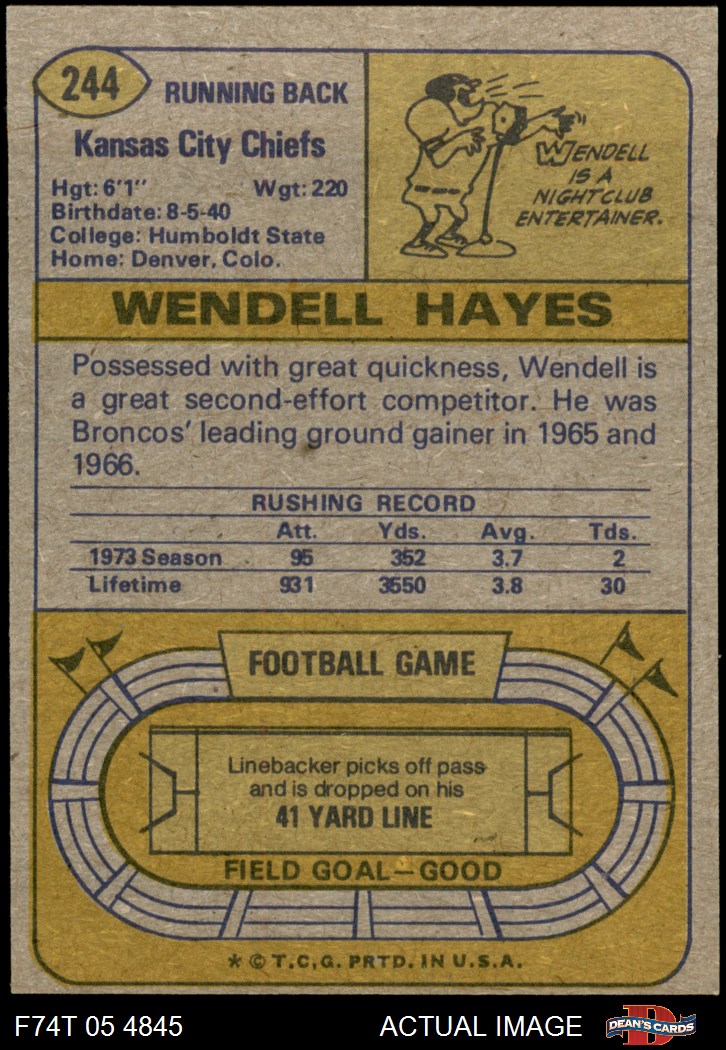 244
RUNNING BACK
Kansas City Chiefs
Hgt: 6'1" Wgt: 220
Birthdate: 8-5-40
College: Humboldt State
Home: Denver, Colo.
WENDELL
IS A
NIGHTCLUB
ENTERTAINER.
WENDELL HAYES
Possessed with great quickness, Wendell is
a great second-effort competitor. He was
Broncos' leading ground gainer in 1965 and
1966.
RUSHING RECORD
Att. Yds. Avg. Tds.
1973 Season 95 352 3.7 2
Lifetime 931 3550 3.8 30
FOOTBALL GAME
Linebacker picks off pass
and is dropped on his
41 YARD LINE
FIELD GOAL—GOOD
* © T.C.G. PRTD. IN U.S.A.
F74T 05 4845 ACTUAL IMAGE
D
DEAN'S CARDS